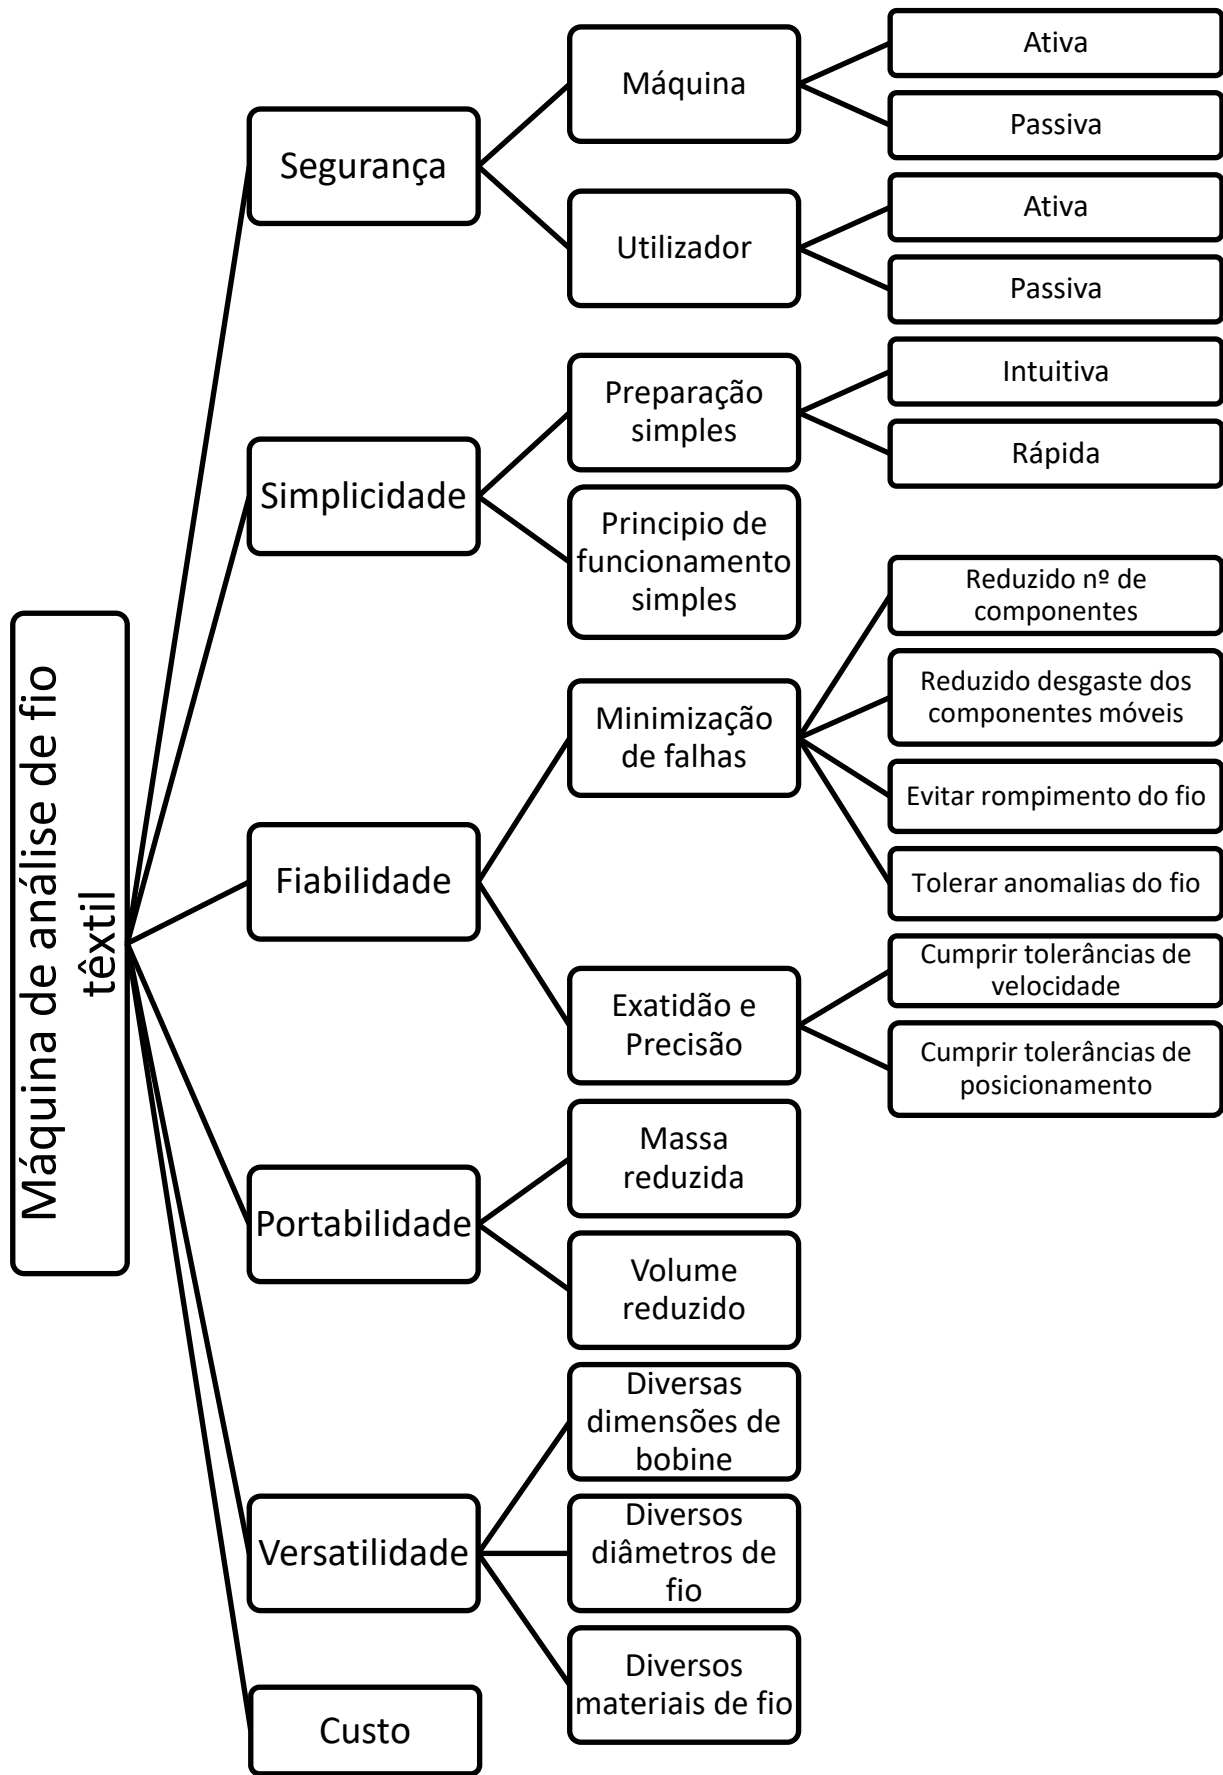 Máquina de análise de fio
têxtil
Segurança
Máquina
Ativa
Passiva
Utilizador
Ativa
Passiva
Simplicidade
Preparação
simples
Intuitiva
Rápida
Principio de
funcionamento
simples
Fiabilidade
Minimização
de falhas
Reduzido nº de
componentes
Reduzido desgaste dos
componentes móveis
Evitar rompimento do fio
Tolerar anomalias do fio
Exatidão e
Precisão
Cumprir tolerâncias de
velocidade
Cumprir tolerâncias de
posicionamento
Portabilidade
Massa
reduzida
Volume
reduzido
Versatilidade
Diversas
dimensões de
bobine
Diversos
diâmetros de
fio
Diversos
materiais de fio
Custo